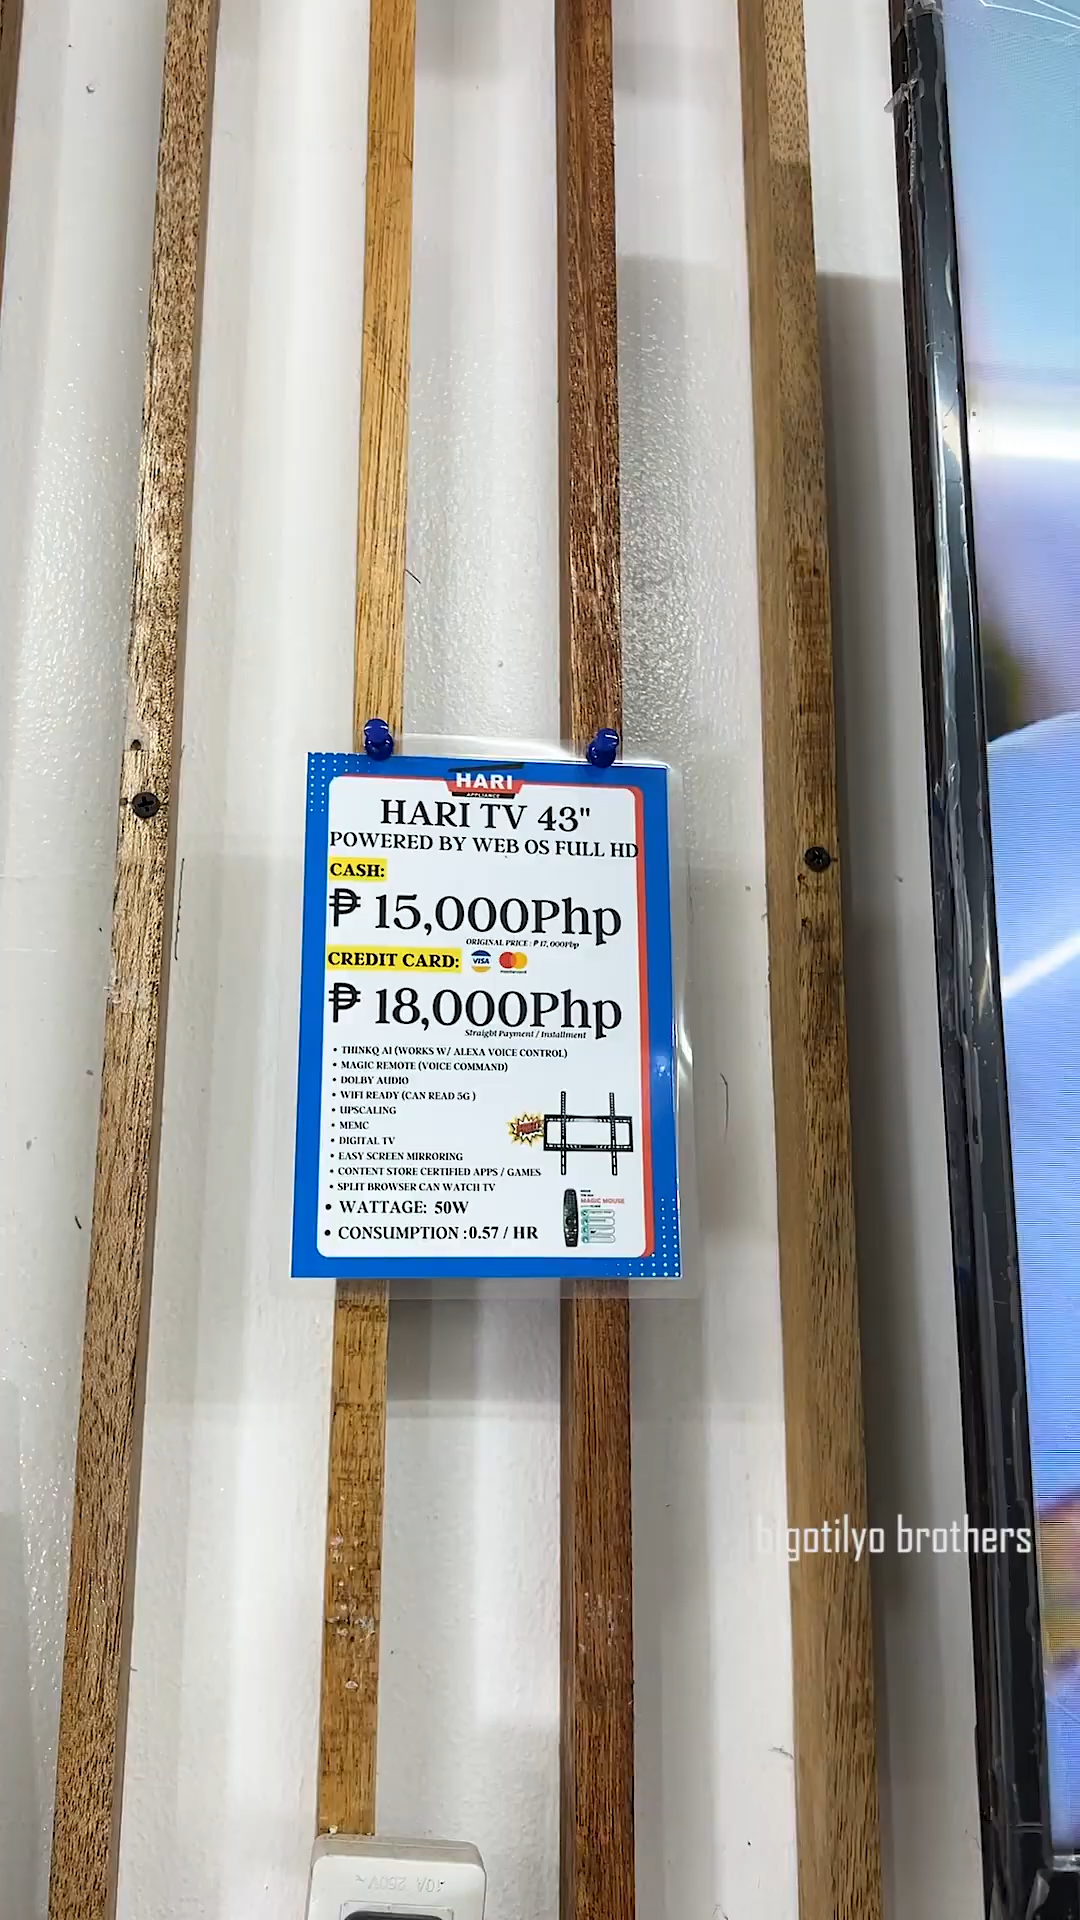 HARI
APPLIANCE
HARI TV 43"
POWERED BY WEB OS FULL HD
CASH:
₱ 15,000Php
ORIGINAL PRICE : ₱ 17, 000Php
CREDIT CARD: VISA mastercard
₱ 18,000Php
Straight Payment / Installment
• THINKQ AI (WORKS W/ ALEXA VOICE CONTROL)
• MAGIC REMOTE (VOICE COMMAND)
• DOLBY AUDIO
• WIFI READY (CAN READ 5G )
• UPSCALING
• MEMC
• DIGITAL TV
• EASY SCREEN MIRRORING
• CONTENT STORE CERTIFIED APPS / GAMES
• SPLIT BROWSER CAN WATCH TV
• WATTAGE: 50W
• CONSUMPTION :0.57 / HR
MAGIC MOUSE
bigotilyo brothers
10A 250V~